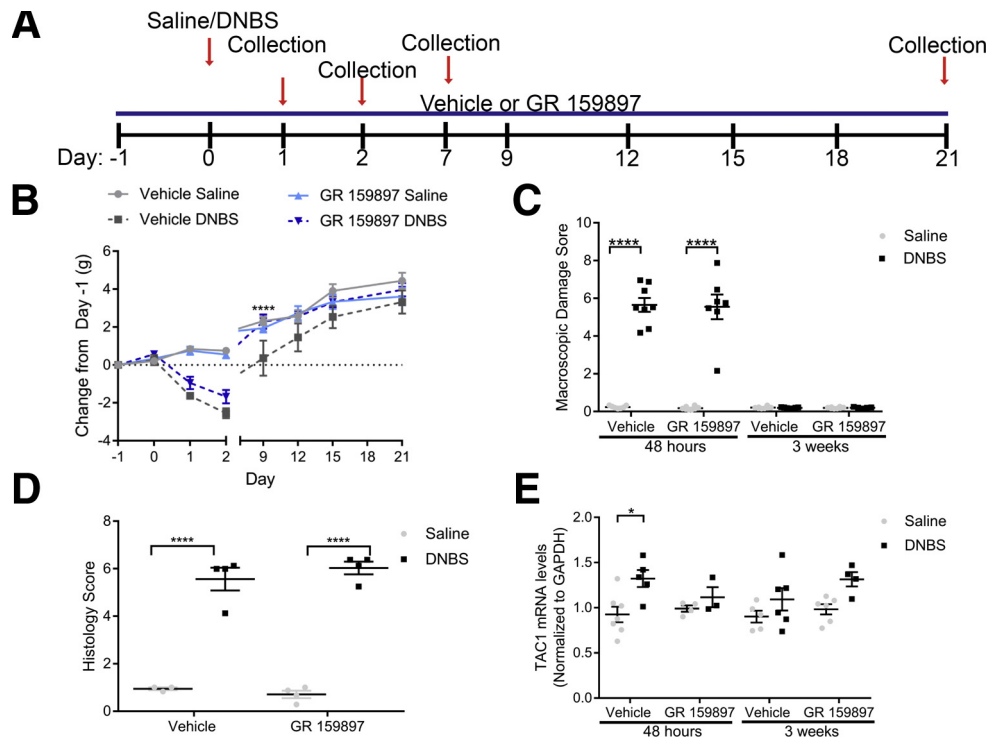 A
Saline/DNBS
Collection
Collection
Collection
Collection
Vehicle or GR 159897
Day: -1 0 1 2 7 9 12 15 18 21
B
Vehicle Saline
GR 159897 Saline
Vehicle DNBS
GR 159897 DNBS
Change from Day -1 (g)
6
4
2
0
-2
-4
****
-1 0 1 2 9 12 15 18 21
Day
C
Saline
DNBS
Macroscopic Damage Sore
10
8
6
4
2
0
**** ****
Vehicle GR 159897 Vehicle GR 159897
48 hours 3 weeks
D
Saline
DNBS
Histology Score
8
6
4
2
0
**** ****
Vehicle GR 159897
E
Saline
DNBS
TAC1 mRNA levels
(Normalized to GAPDH)
2.0
1.5
1.0
0.5
0.0
*
Vehicle GR 159897 Vehicle GR 159897
48 hours 3 weeks